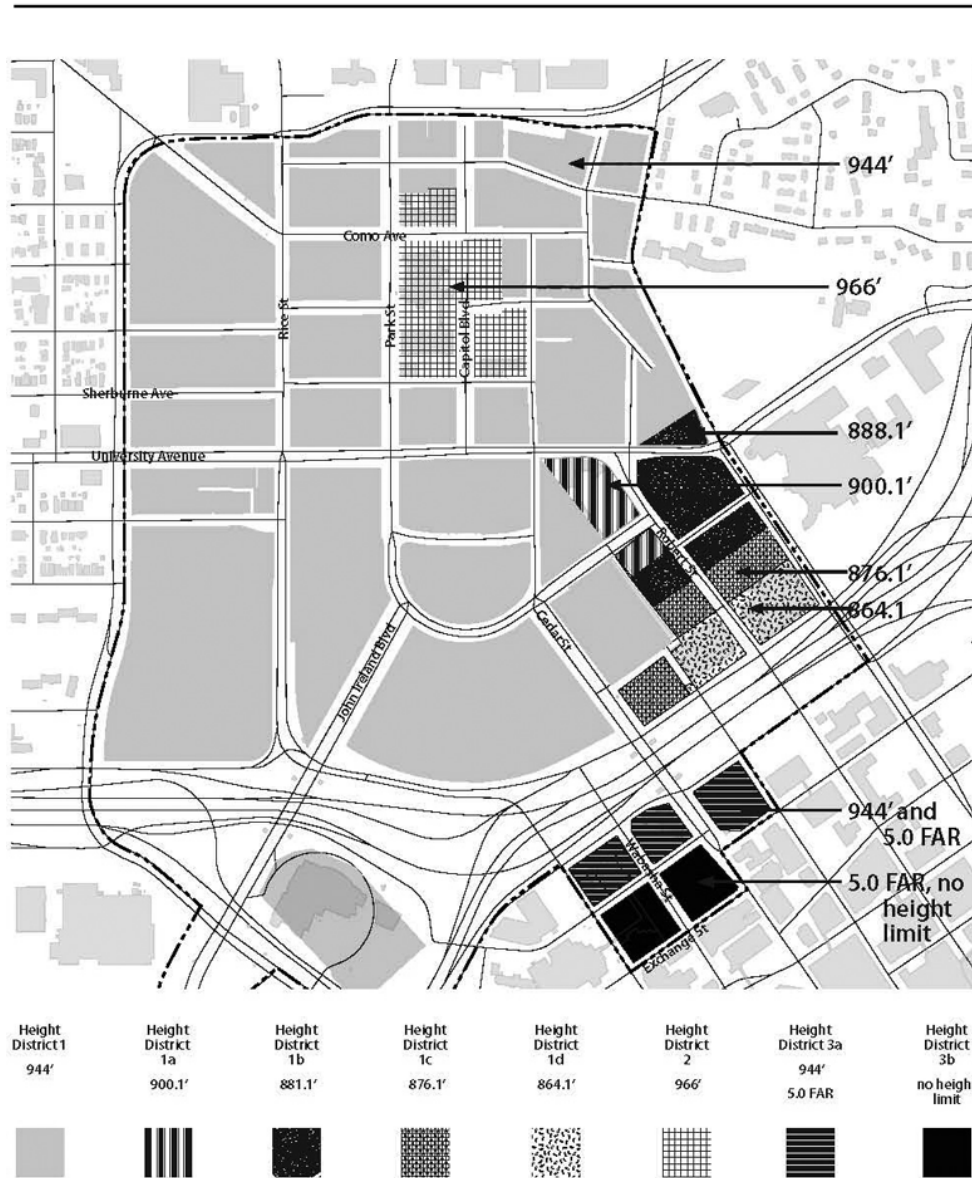 944′
Como Ave
966′
Rice St
Park St
Capitol Blvd
Sherburne Ave
888.1′
University Avenue
900.1′
Robert St
876.1′
864.1
Cedar St
John Ireland Blvd
944′ and
5.0 FAR
Wabasha St
5.0 FAR, no
height
limit
Exchange St
Height
District 1
944′
Height
District
1a
900.1′
Height
District
1b
881.1′
Height
District
1c
876.1′
Height
District
1d
864.1′
Height
District
2
966′
Height
District 3a
944′
5.0 FAR
Height
District
3b
no height
limit